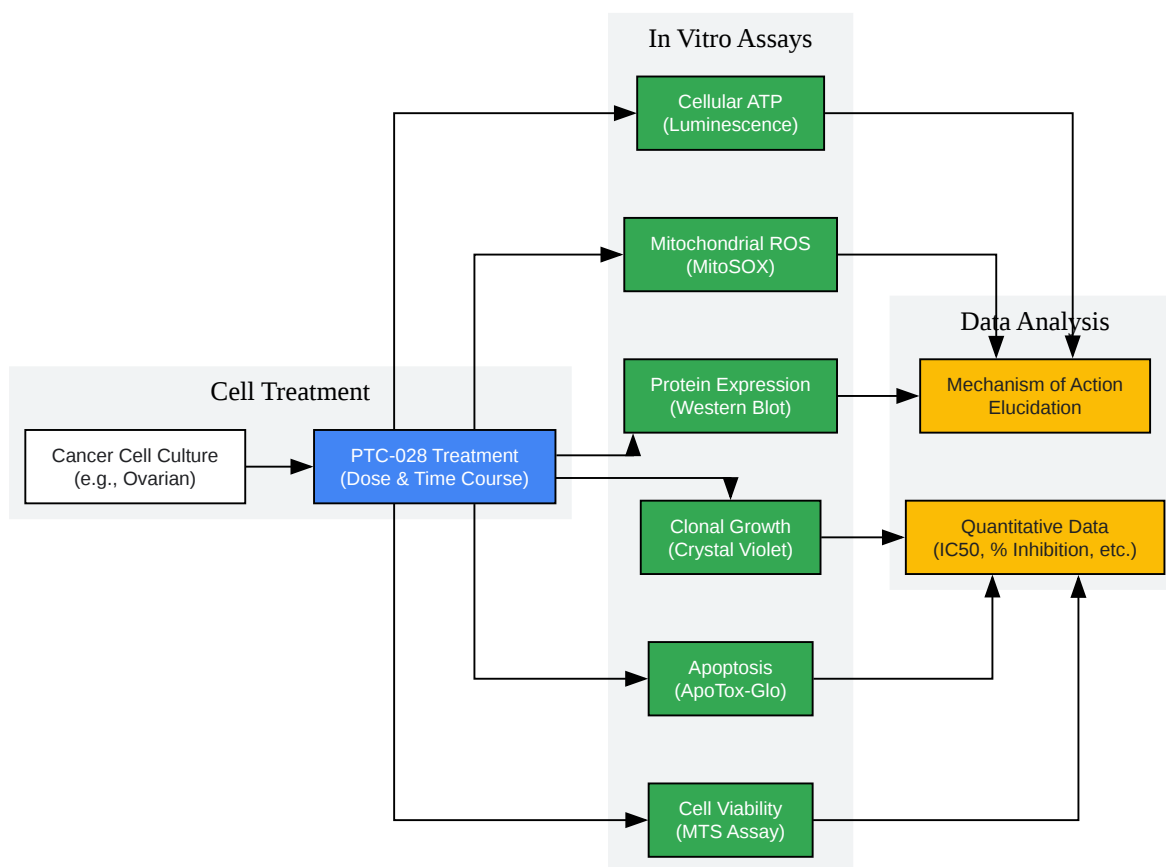 In Vitro Assays
Cellular ATP
(Luminescence)
Mitochondrial ROS
(MitoSOX)
Data Analysis
Protein Expression
(Western Blot)
Mechanism of Action
Elucidation
Cell Treatment
Cancer Cell Culture
(e.g., Ovarian)
PTC-028 Treatment
(Dose & Time Course)
Clonal Growth
(Crystal Violet)
Quantitative Data
(IC50, % Inhibition, etc.)
Apoptosis
(ApoTox-Glo)
Cell Viability
(MTS Assay)